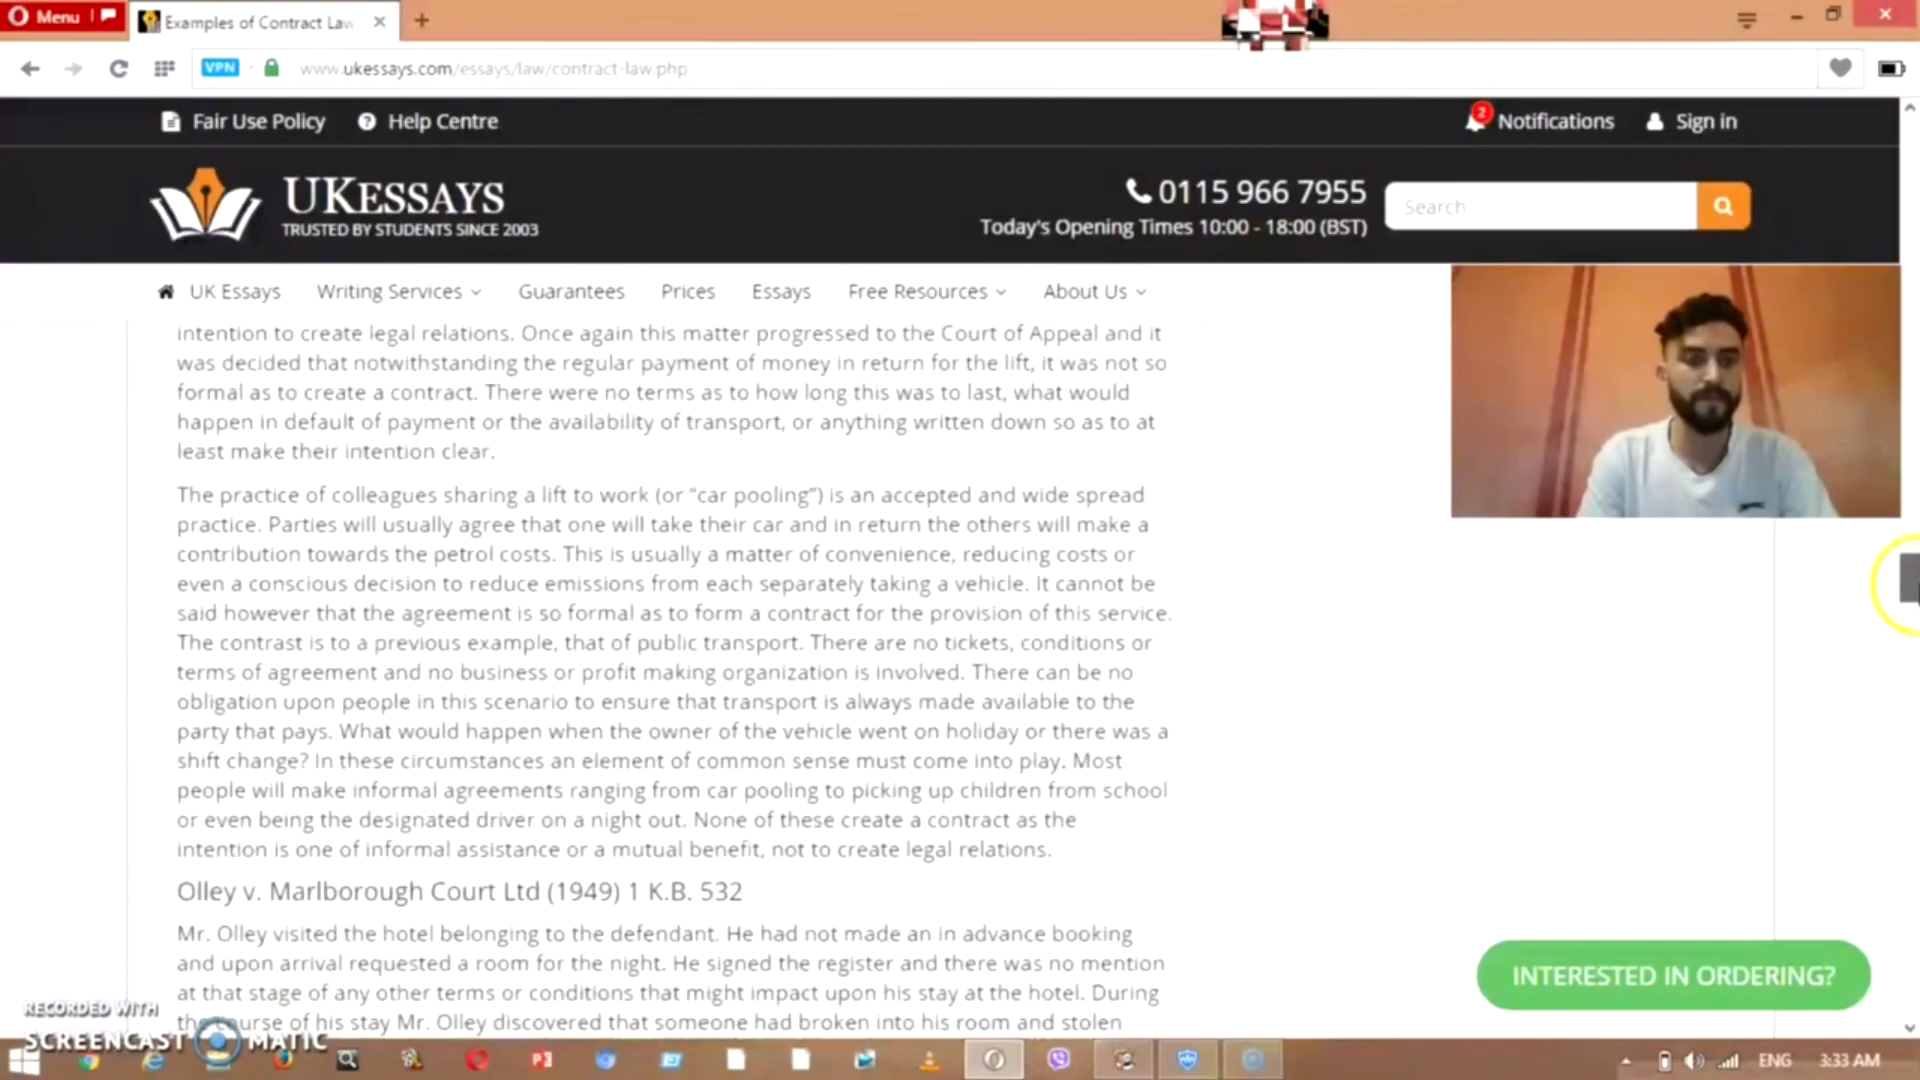 Menu
Examples of Contract Law
VPN
www.ukessays.com/essays/law/contract-law.php
Fair Use Policy
Help Centre
2
Notifications
Sign in
UKESSAYS
TRUSTED BY STUDENTS SINCE 2003
0115 966 7955
Today's Opening Times 10:00 - 18:00 (BST)
Search
UK Essays
Writing Services
Guarantees
Prices
Essays
Free Resources
About Us
intention to create legal relations. Once again this matter progressed to the Court of Appeal and it
was decided that notwithstanding the regular payment of money in return for the lift, it was not so
formal as to create a contract. There were no terms as to how long this was to last, what would
happen in default of payment or the availability of transport, or anything written down so as to at
least make their intention clear.
The practice of colleagues sharing a lift to work (or “car pooling”) is an accepted and wide spread
practice. Parties will usually agree that one will take their car and in return the others will make a
contribution towards the petrol costs. This is usually a matter of convenience, reducing costs or
even a conscious decision to reduce emissions from each separately taking a vehicle. It cannot be
said however that the agreement is so formal as to form a contract for the provision of this service.
The contrast is to a previous example, that of public transport. There are no tickets, conditions or
terms of agreement and no business or profit making organization is involved. There can be no
obligation upon people in this scenario to ensure that transport is always made available to the
party that pays. What would happen when the owner of the vehicle went on holiday or there was a
shift change? In these circumstances an element of common sense must come into play. Most
people will make informal agreements ranging from car pooling to picking up children from school
or even being the designated driver on a night out. None of these create a contract as the
intention is one of informal assistance or a mutual benefit, not to create legal relations.
Olley v. Marlborough Court Ltd (1949) 1 K.B. 532
Mr. Olley visited the hotel belonging to the defendant. He had not made an in advance booking
and upon arrival requested a room for the night. He signed the register and there was no mention
at that stage of any other terms or conditions that might impact upon his stay at the hotel. During
the course of his stay Mr. Olley discovered that someone had broken into his room and stolen
INTERESTED IN ORDERING?
RECORDED WITH
SCREENCAST MATIC
ENG
3:33 AM